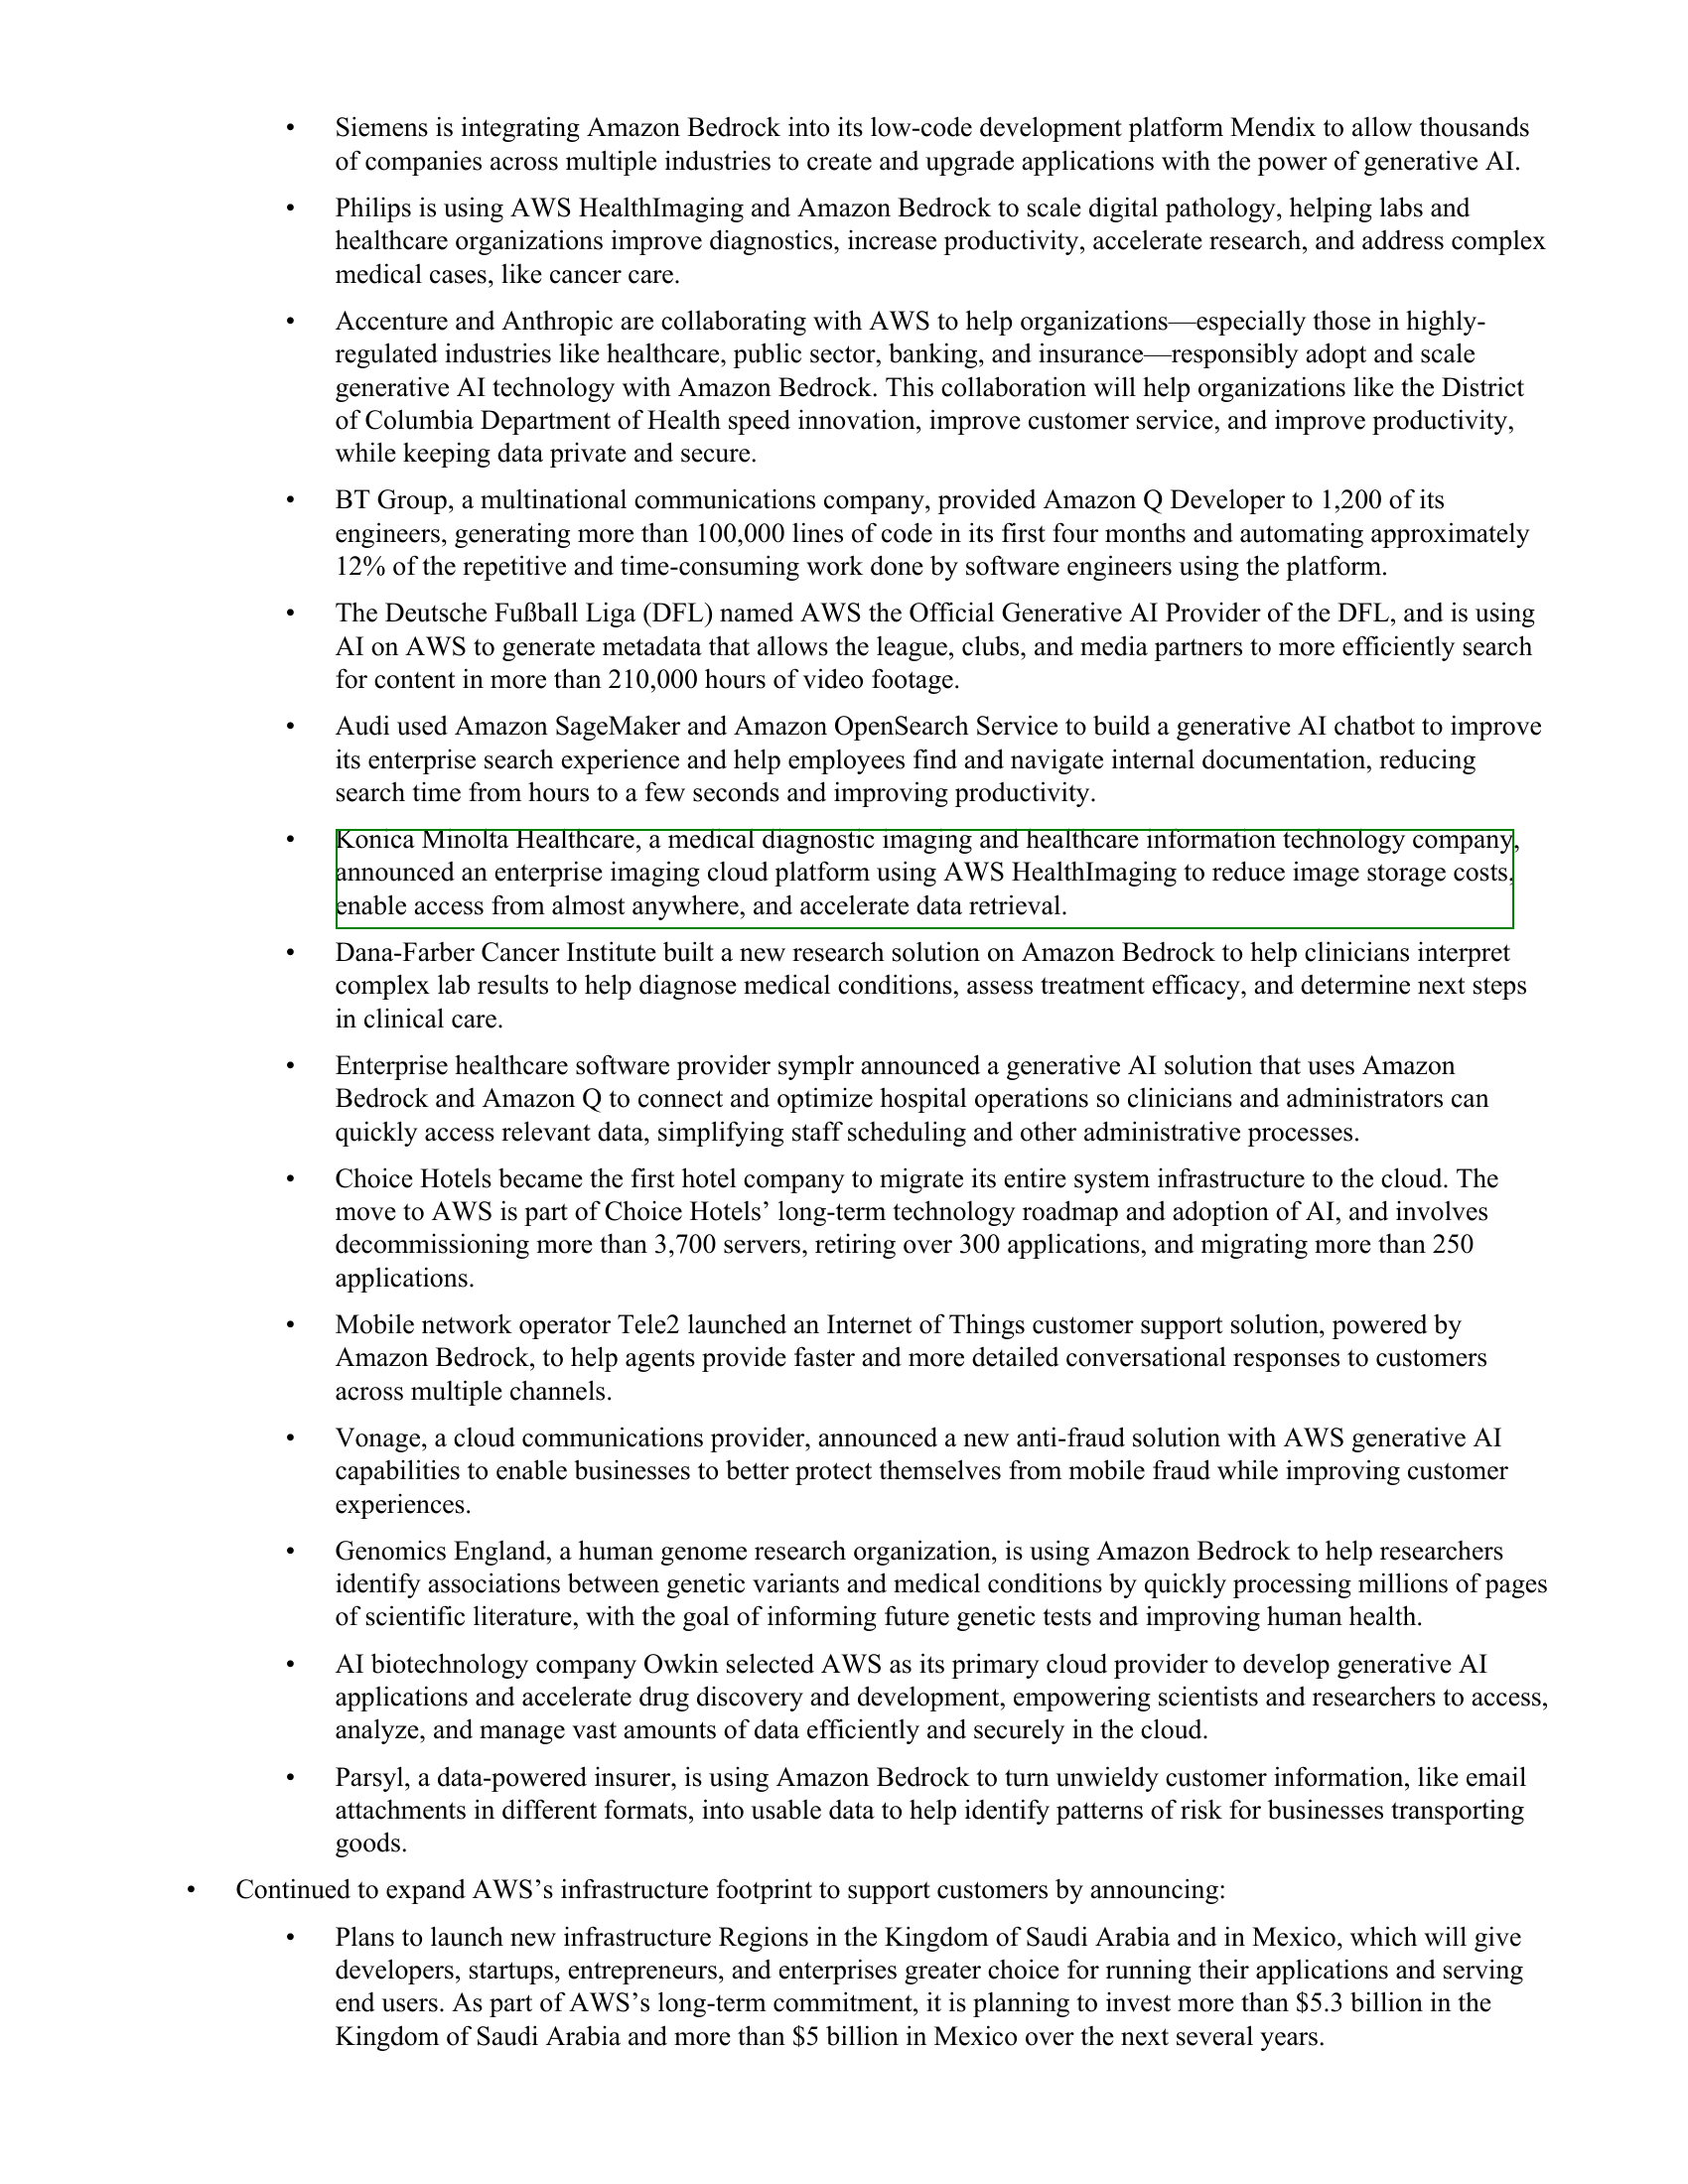 • Siemens is integrating Amazon Bedrock into its low-code development platform Mendix to allow thousands
of companies across multiple industries to create and upgrade applications with the power of generative AI.
• Philips is using AWS HealthImaging and Amazon Bedrock to scale digital pathology, helping labs and
healthcare organizations improve diagnostics, increase productivity, accelerate research, and address complex
medical cases, like cancer care.
• Accenture and Anthropic are collaborating with AWS to help organizations—especially those in highly-
regulated industries like healthcare, public sector, banking, and insurance—responsibly adopt and scale
generative AI technology with Amazon Bedrock. This collaboration will help organizations like the District
of Columbia Department of Health speed innovation, improve customer service, and improve productivity,
while keeping data private and secure.
• BT Group, a multinational communications company, provided Amazon Q Developer to 1,200 of its
engineers, generating more than 100,000 lines of code in its first four months and automating approximately
12% of the repetitive and time-consuming work done by software engineers using the platform.
• The Deutsche Fußball Liga (DFL) named AWS the Official Generative AI Provider of the DFL, and is using
AI on AWS to generate metadata that allows the league, clubs, and media partners to more efficiently search
for content in more than 210,000 hours of video footage.
• Audi used Amazon SageMaker and Amazon OpenSearch Service to build a generative AI chatbot to improve
its enterprise search experience and help employees find and navigate internal documentation, reducing
search time from hours to a few seconds and improving productivity.
• Konica Minolta Healthcare, a medical diagnostic imaging and healthcare information technology company,
announced an enterprise imaging cloud platform using AWS HealthImaging to reduce image storage costs,
enable access from almost anywhere, and accelerate data retrieval.
• Dana-Farber Cancer Institute built a new research solution on Amazon Bedrock to help clinicians interpret
complex lab results to help diagnose medical conditions, assess treatment efficacy, and determine next steps
in clinical care.
• Enterprise healthcare software provider symplr announced a generative AI solution that uses Amazon
Bedrock and Amazon Q to connect and optimize hospital operations so clinicians and administrators can
quickly access relevant data, simplifying staff scheduling and other administrative processes.
• Choice Hotels became the first hotel company to migrate its entire system infrastructure to the cloud. The
move to AWS is part of Choice Hotels’ long-term technology roadmap and adoption of AI, and involves
decommissioning more than 3,700 servers, retiring over 300 applications, and migrating more than 250
applications.
• Mobile network operator Tele2 launched an Internet of Things customer support solution, powered by
Amazon Bedrock, to help agents provide faster and more detailed conversational responses to customers
across multiple channels.
• Vonage, a cloud communications provider, announced a new anti-fraud solution with AWS generative AI
capabilities to enable businesses to better protect themselves from mobile fraud while improving customer
experiences.
• Genomics England, a human genome research organization, is using Amazon Bedrock to help researchers
identify associations between genetic variants and medical conditions by quickly processing millions of pages
of scientific literature, with the goal of informing future genetic tests and improving human health.
• AI biotechnology company Owkin selected AWS as its primary cloud provider to develop generative AI
applications and accelerate drug discovery and development, empowering scientists and researchers to access,
analyze, and manage vast amounts of data efficiently and securely in the cloud.
• Parsyl, a data-powered insurer, is using Amazon Bedrock to turn unwieldy customer information, like email
attachments in different formats, into usable data to help identify patterns of risk for businesses transporting
goods.
• Continued to expand AWS’s infrastructure footprint to support customers by announcing:
• Plans to launch new infrastructure Regions in the Kingdom of Saudi Arabia and in Mexico, which will give
developers, startups, entrepreneurs, and enterprises greater choice for running their applications and serving
end users. As part of AWS’s long-term commitment, it is planning to invest more than $5.3 billion in the
Kingdom of Saudi Arabia and more than $5 billion in Mexico over the next several years.